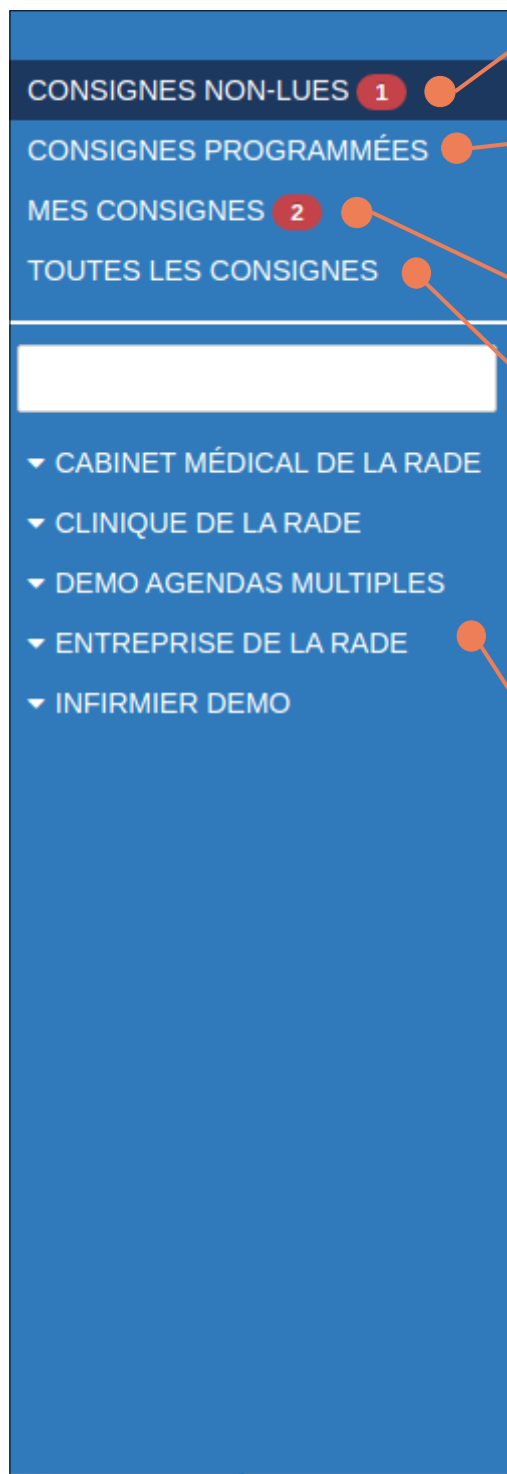 CONSIGNES NON-LUES 1
CONSIGNES PROGRAMMÉES
MES CONSIGNES 2
TOUTES LES CONSIGNES
CABINET MÉDICAL DE LA RADE
CLINIQUE DE LA RADE
DEMO AGENDAS MULTIPLES
ENTREPRISE DE LA RADE
INFIRMIER DEMO